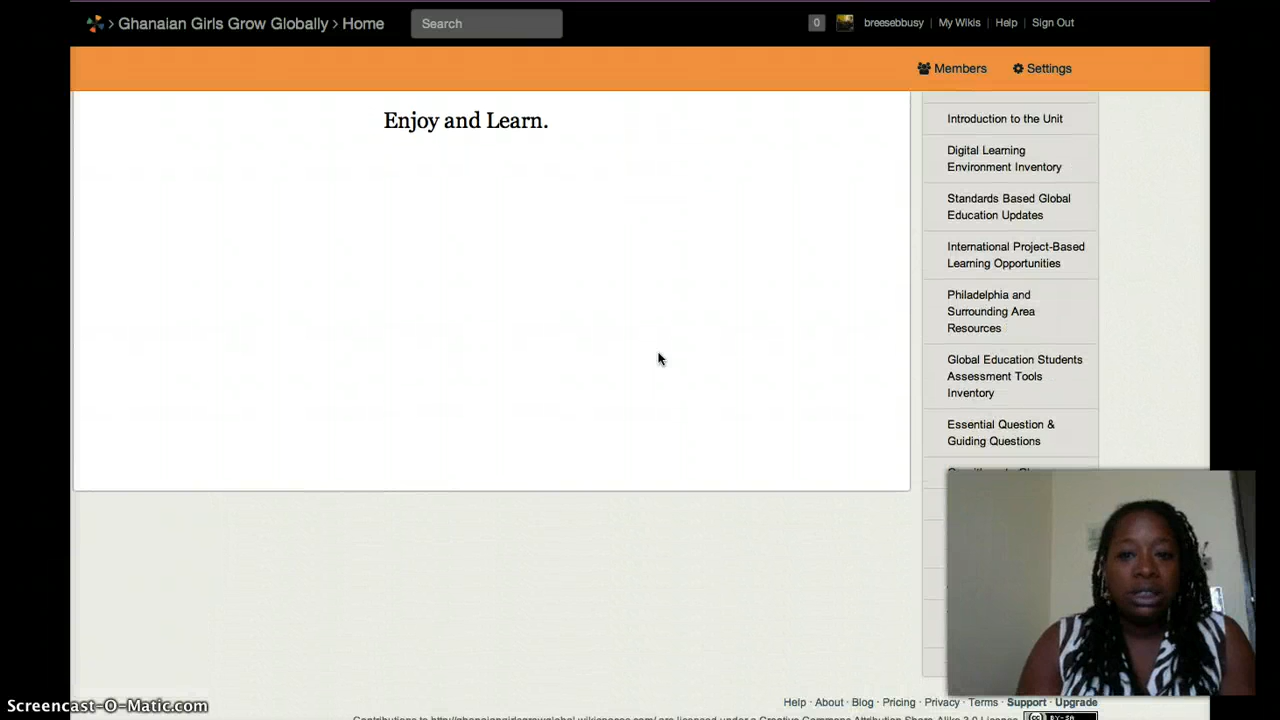 Ghanaian Girls Grow Globally › Home
Search
0
breesebbusy
My Wikis
Help
Sign Out
Members
Settings
Enjoy and Learn.
Introduction to the Unit
Digital Learning
Environment Inventory
Standards Based Global
Education Updates
International Project-Based
Learning Opportunities
Philadelphia and
Surrounding Area
Resources
Global Education Students
Assessment Tools
Inventory
Essential Question &
Guiding Questions
Help · About · Blog · Pricing · Privacy · Terms · Support · Upgrade
Screencast-O-Matic.com